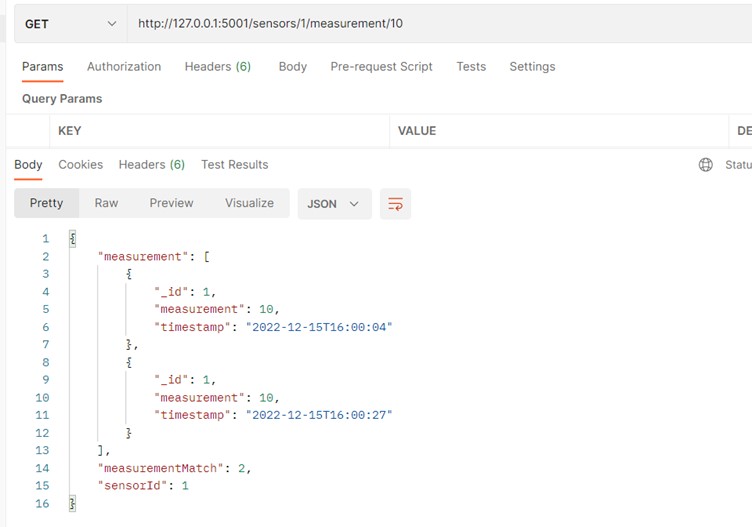 GET http://127.0.0.1:5001/sensors/1/measurement/10
Params Authorization Headers (6) Body Pre-request Script Tests Settings
Query Params
KEY VALUE DE
Body Cookies Headers (6) Test Results Statu
Pretty Raw Preview Visualize JSON
1 {
2 "measurement": [
3 {
4 "_id": 1,
5 "measurement": 10,
6 "timestamp": "2022-12-15T16:00:04"
7 },
8 {
9 "_id": 1,
10 "measurement": 10,
11 "timestamp": "2022-12-15T16:00:27"
12 }
13 ],
14 "measurementMatch": 2,
15 "sensorId": 1
16 }